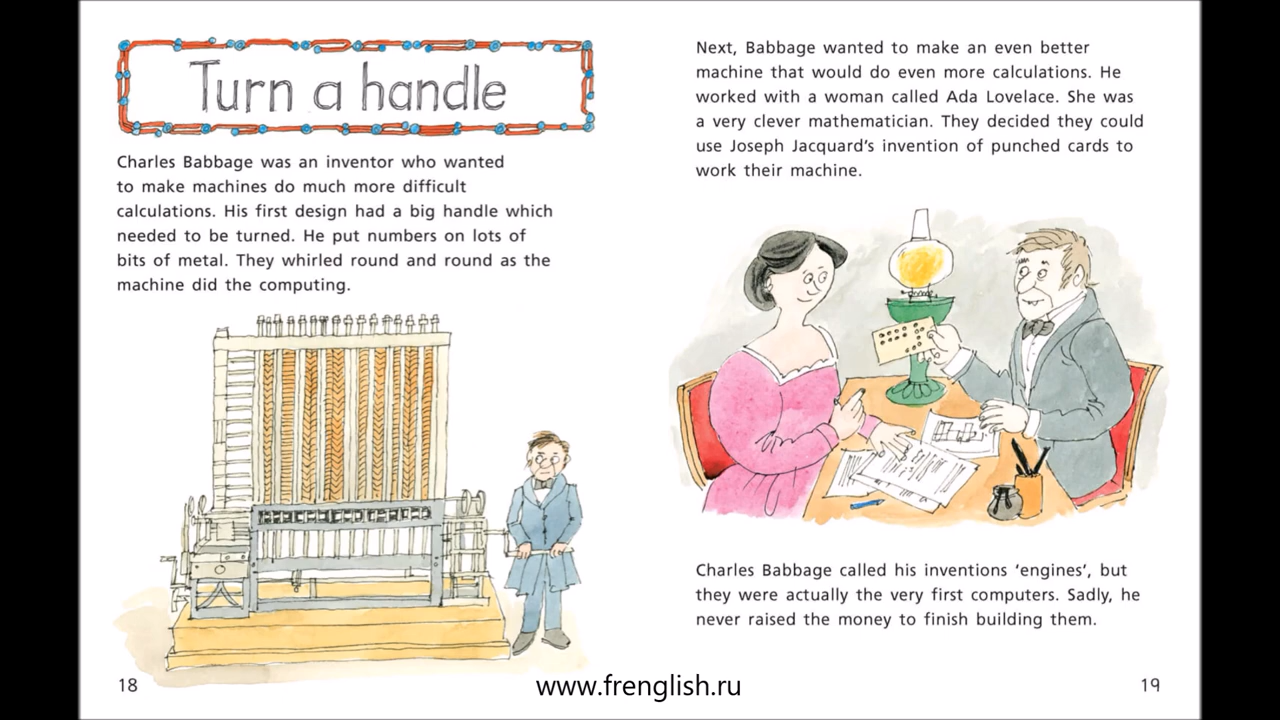 Turn a handle
Charles Babbage was an inventor who wanted
to make machines do much more difficult
calculations. His first design had a big handle which
needed to be turned. He put numbers on lots of
bits of metal. They whirled round and round as the
machine did the computing.
18
Next, Babbage wanted to make an even better
machine that would do even more calculations. He
worked with a woman called Ada Lovelace. She was
a very clever mathematician. They decided they could
use Joseph Jacquard's invention of punched cards to
work their machine.
Charles Babbage called his inventions ‘engines’, but
they were actually the very first computers. Sadly, he
never raised the money to finish building them.
www.frenglish.ru
19